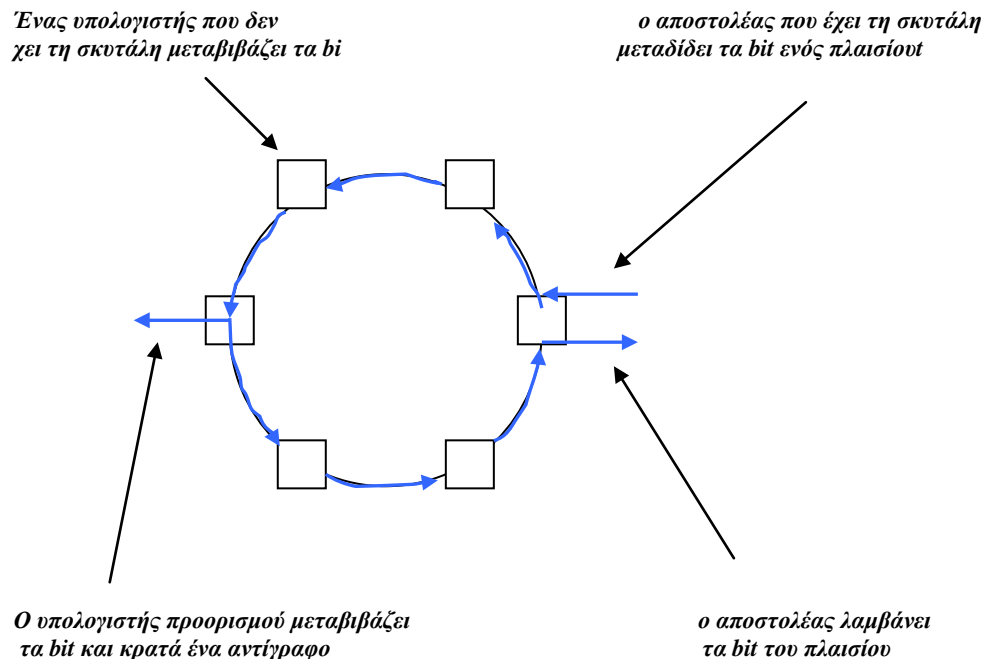 Ένας υπολογιστής που δεν
χει τη σκυτάλη μεταβιβάζει τα bi
ο αποστολέας που έχει τη σκυτάλη
μεταδίδει τα bit ενός πλαισίουt
Ο υπολογιστής προορισμού μεταβιβάζει
τα bit και κρατά ένα αντίγραφο
ο αποστολέας λαμβάνει
τα bit του πλαισίου